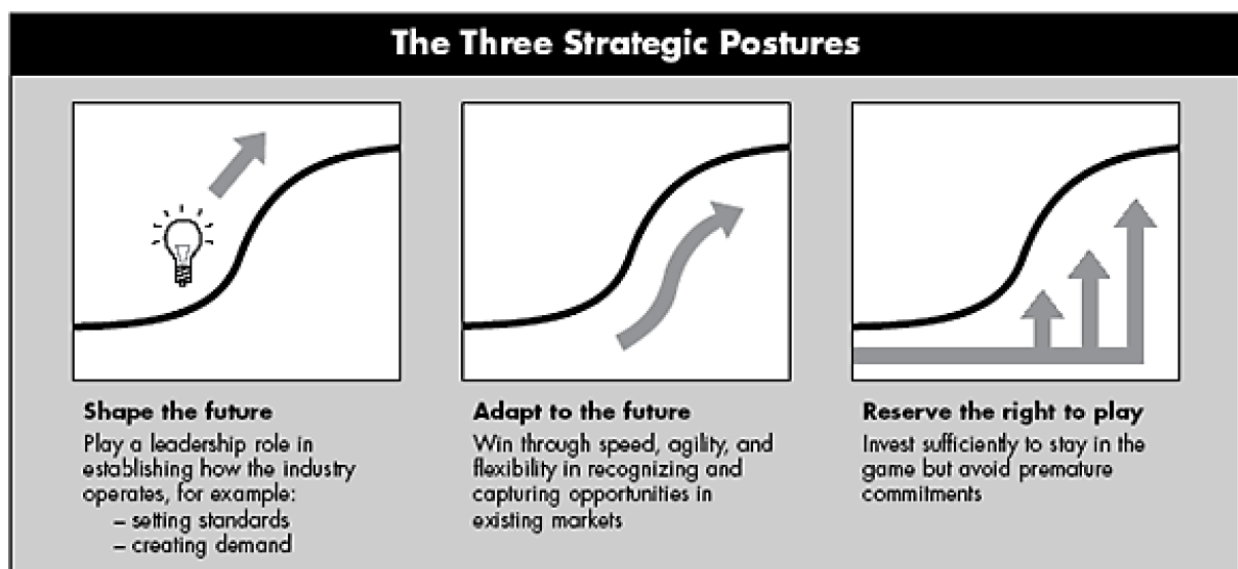 The Three Strategic Postures
Shape the future
Play a leadership role in
establishing how the industry
operates, for example:
– setting standards
– creating demand
Adapt to the future
Win through speed, agility, and
flexibility in recognizing and
capturing opportunities in
existing markets
Reserve the right to play
Invest sufficiently to stay in the
game but avoid premature
commitments